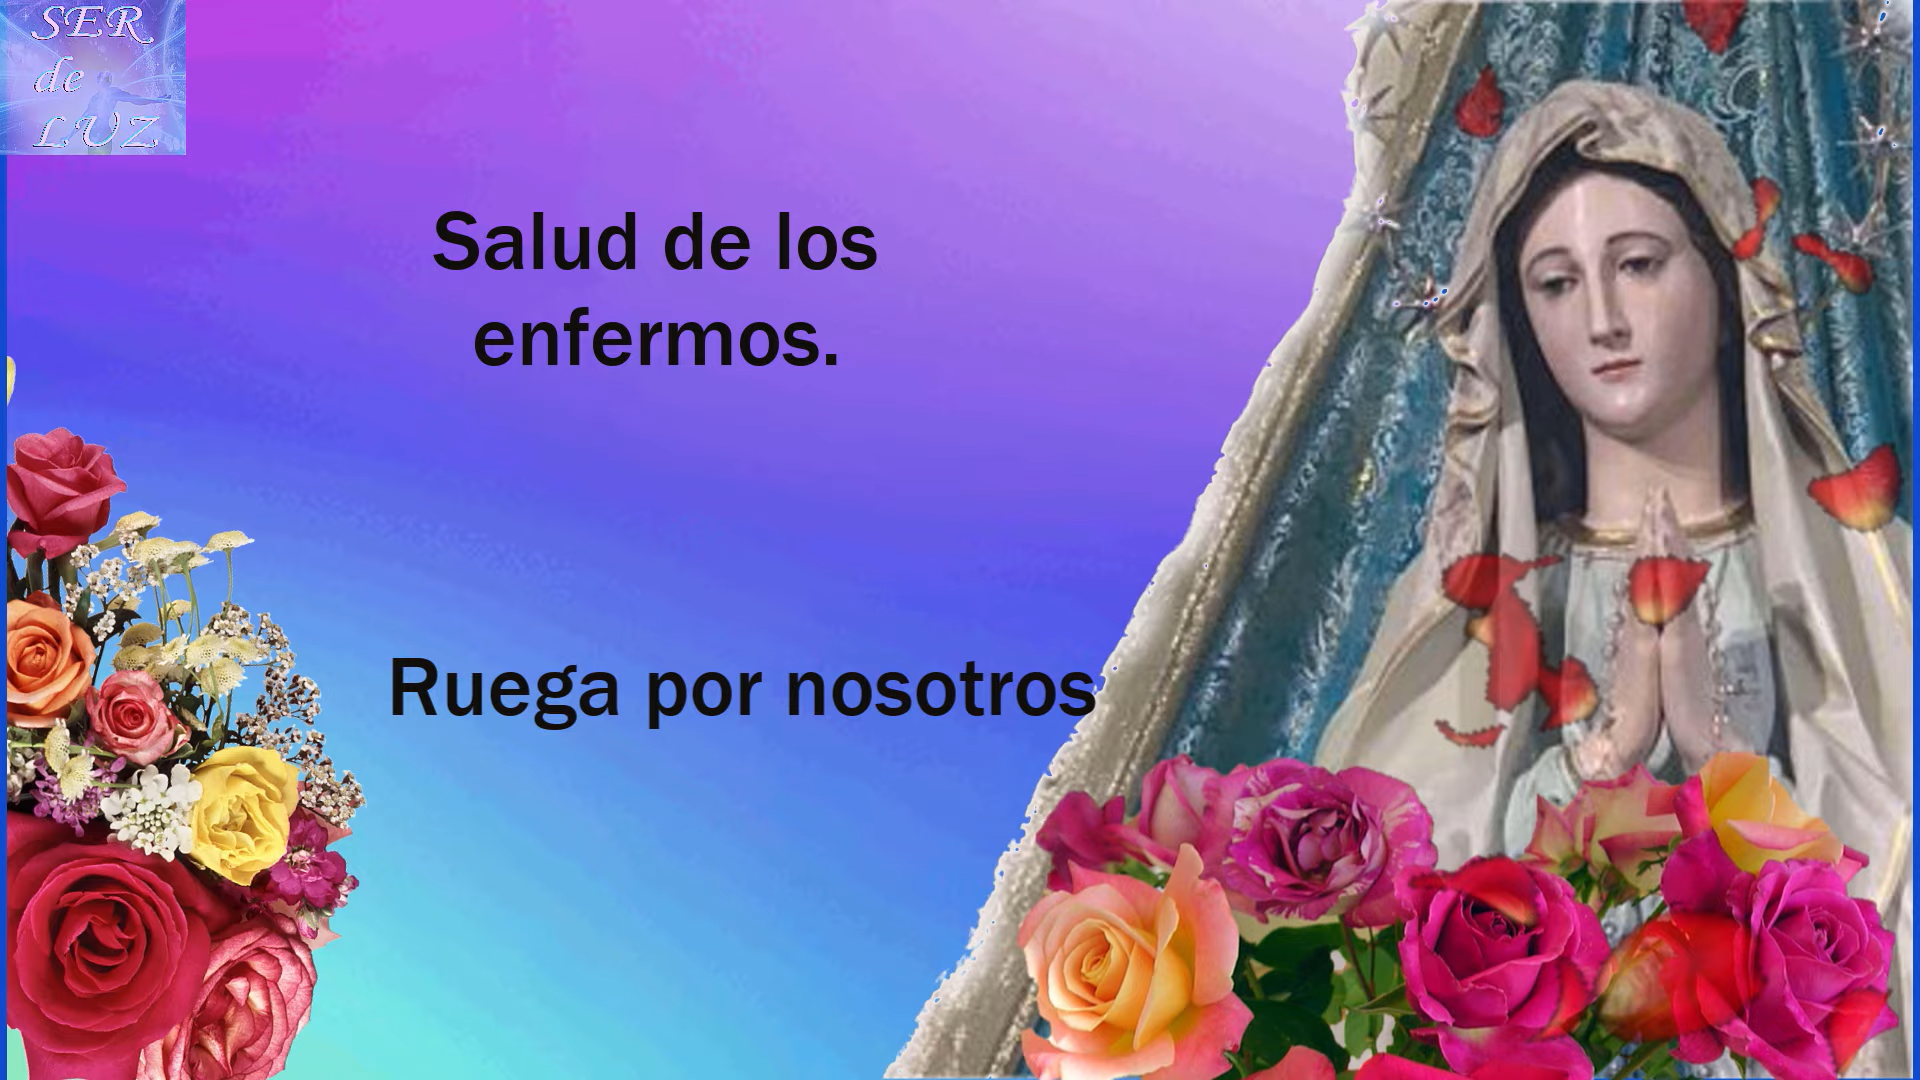 SER
de
LUZ
Salud de los
enfermos.
Ruega por nosotros